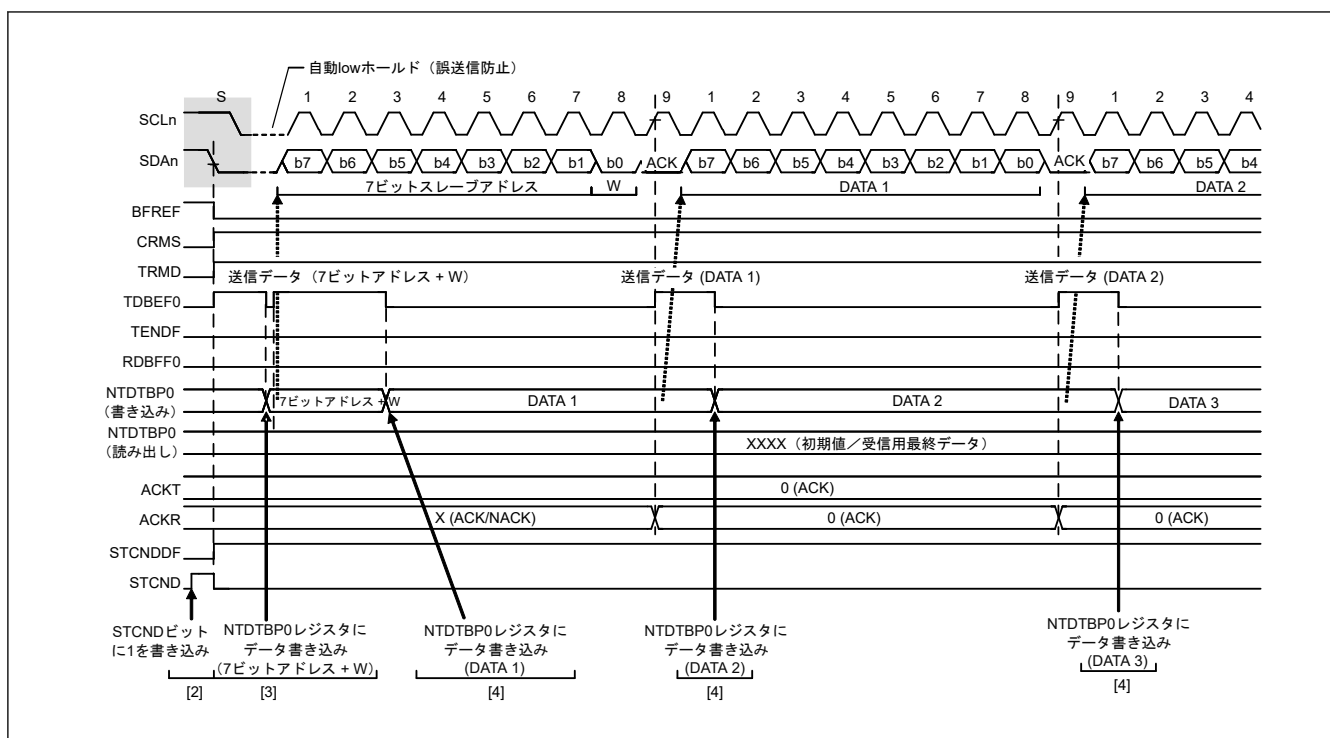 自動lowホールド（誤送信防止）
S 1 2 3 4 5 6 7 8 9 1 2 3 4 5 6 7 8 9 1 2 3 4
SCLn
SDAn b7 b6 b5 b4 b3 b2 b1 b0 ACK b7 b6 b5 b4 b3 b2 b1 b0 ACK b7 b6 b5 b4
7ビットスレーブアドレス W DATA 1 DATA 2
BFREF
CRMS
TRMD
送信データ（7ビットアドレス + W） 送信データ (DATA 1) 送信データ (DATA 2)
TDBEF0
TENDF
RDBFF0
NTDTBP0
（書き込み）
7ビットアドレス + W DATA 1 DATA 2 DATA 3
NTDTBP0
（読み出し）
XXXX（初期値／受信用最終データ）
ACKT 0 (ACK)
ACKR X (ACK/NACK) 0 (ACK) 0 (ACK)
STCNDDF
STCND
STCNDビット
に1を書き込み
[2]
NTDTBP0レジスタに
データ書き込み
(7ビットアドレス + W)
[3]
NTDTBP0レジスタに
データ書き込み
(DATA 1)
[4]
NTDTBP0レジスタに
データ書き込み
(DATA 2)
[4]
NTDTBP0レジスタに
データ書き込み
(DATA 3)
[4]